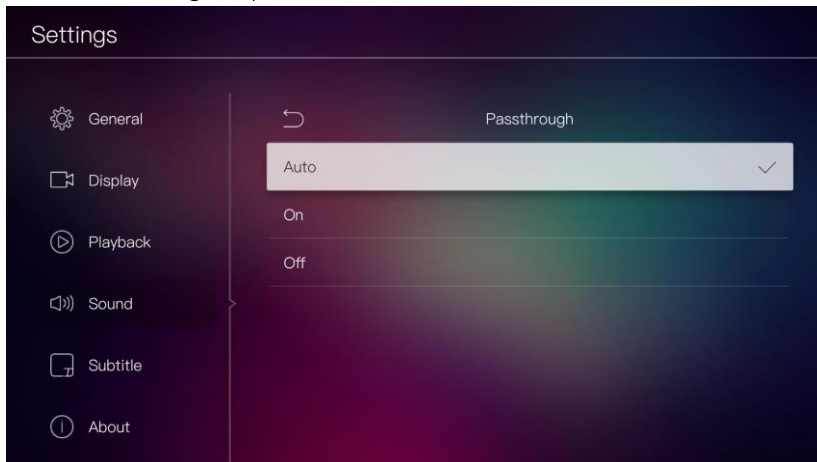 Settings
General
Display
Playback
Sound
Subtitle
About
Passthrough
Auto
On
Off